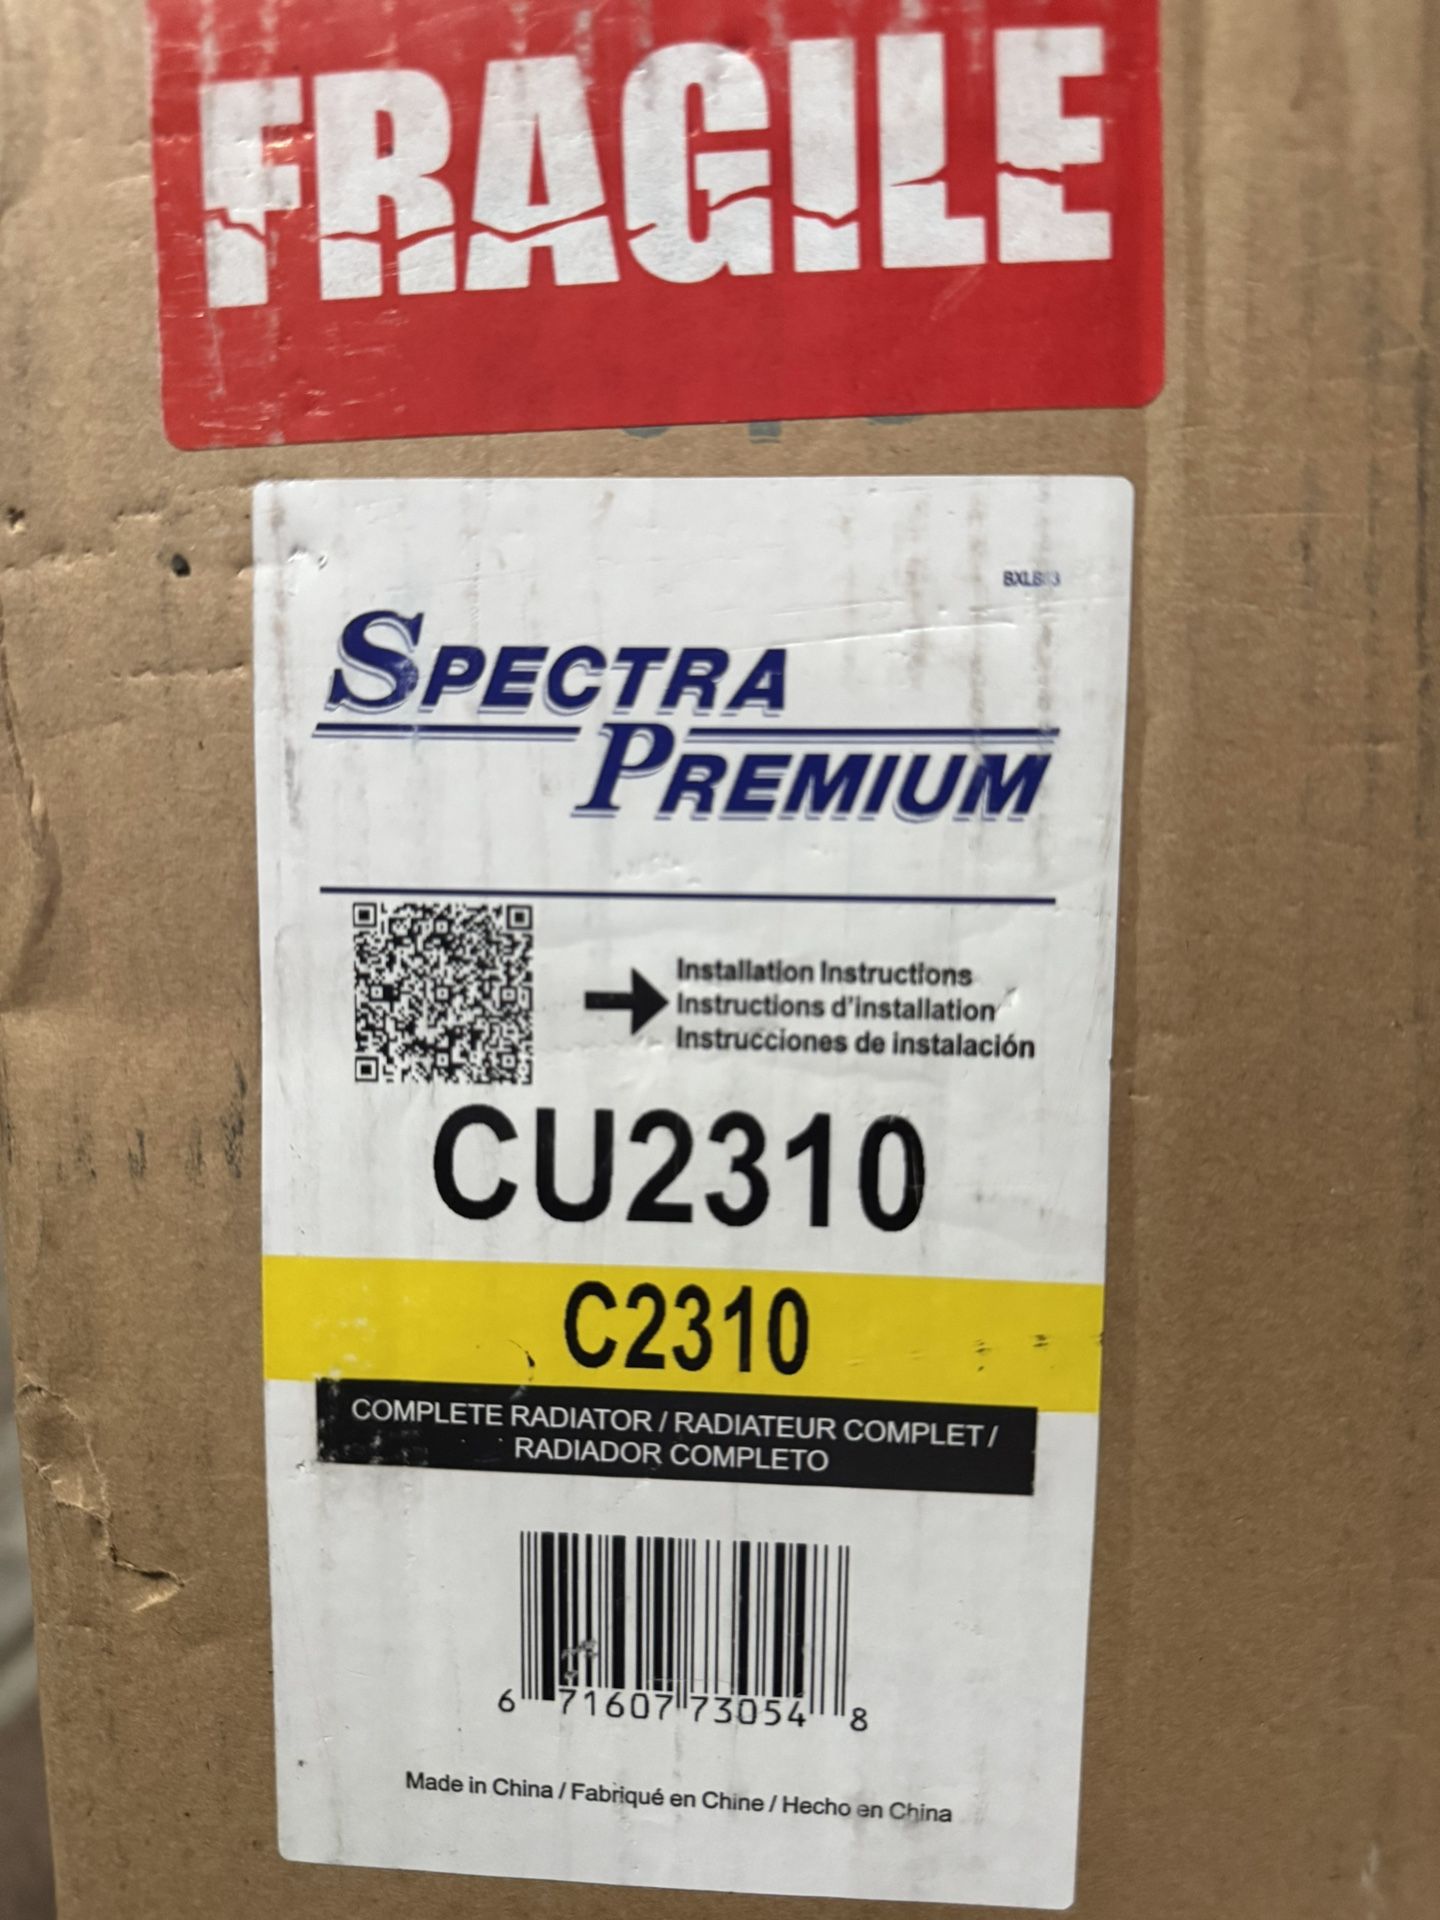 FRAGILE
SPECTRA
PREMIUM
Installation Instructions
Instructions d'installation
Instrucciones de instalación
CU2310
C2310
COMPLETE RADIATOR / RADIATEUR COMPLET /
RADIADOR COMPLETO
6 71607 73054 8
Made in China / Fabriqué en Chine / Hecho en China